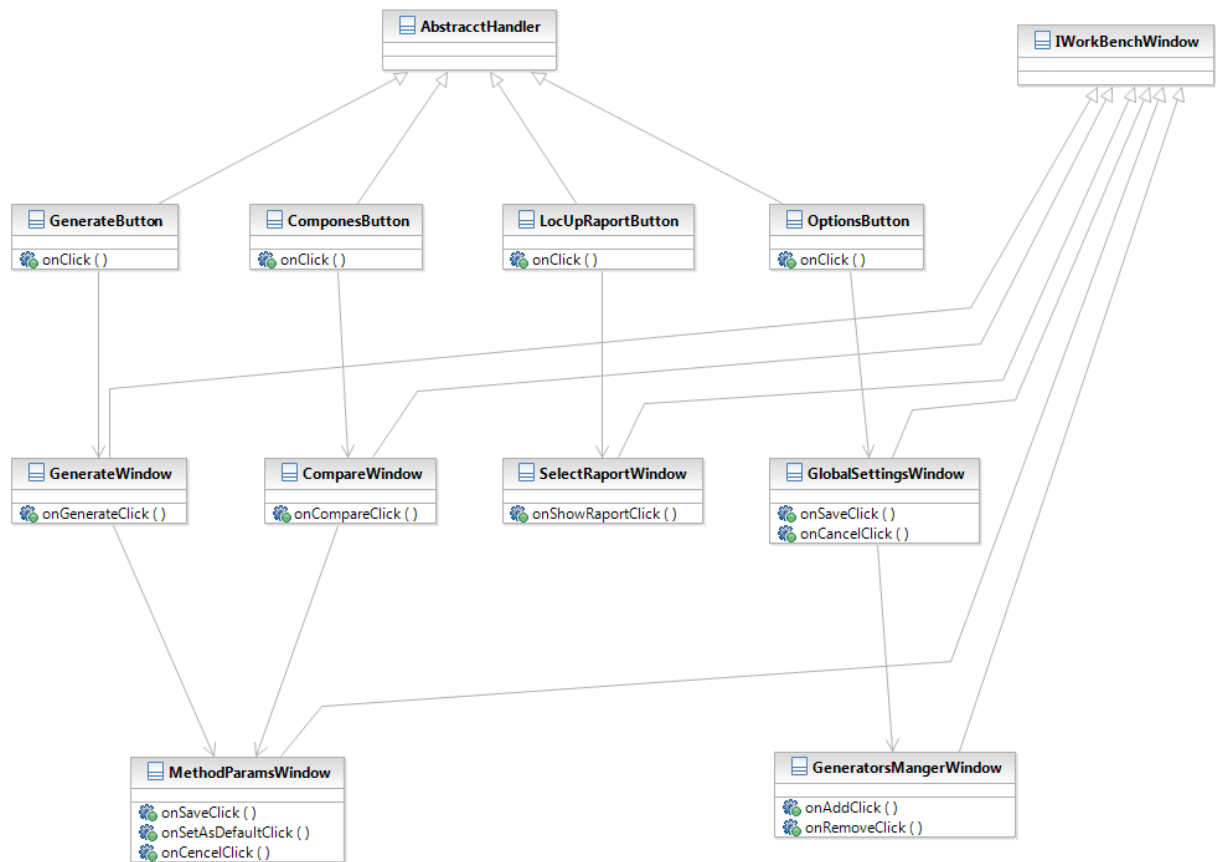 AbstracctHandler
IWorkBenchWindow
GenerateButton
onClick ( )
ComponesButton
onClick ( )
LocUpRaportButton
onClick ( )
OptionsButton
onClick ( )
GenerateWindow
onGenerateClick ( )
CompareWindow
onCompareClick ( )
SelectRaportWindow
onShowRaportClick ( )
GlobalSettingsWindow
onSaveClick ( )
onCancelClick ( )
MethodParamsWindow
onSaveClick ( )
onSetAsDefaultClick ( )
onCencelClick ( )
GeneratorsMangerWindow
onAddClick ( )
onRemoveClick ( )